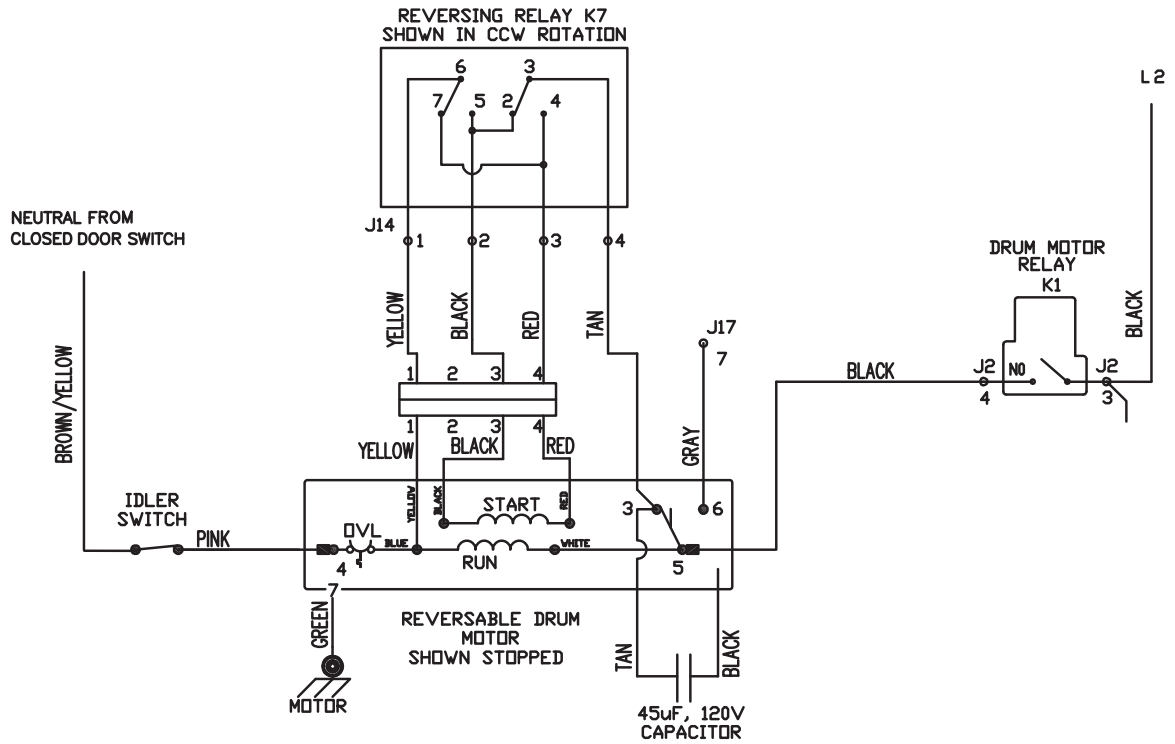 REVERSING RELAY K7
SHOWN IN CCW ROTATION
6
3
7
5
2
4
L2
J14
1
2
3
4
NEUTRAL FROM
CLOSED DOOR SWITCH
DRUM MOTOR
RELAY
K1
YELLOW
BLACK
RED
TAN
BLACK
J17
7
BROWN/YELLOW
1
2
3
4
BLACK
J2
NO
J2
4
3
1
2
3
4
YELLOW
BLACK
RED
GRAY
IDLER
SWITCH
PINK
YELLOW
BLACK
START
RED
3
6
OVL
BLUE
WHITE
4
RUN
5
7
GREEN
REVERSABLE DRUM
MOTOR
SHOWN STOPPED
TAN
BLACK
MOTOR
45uF, 120V
CAPACITOR